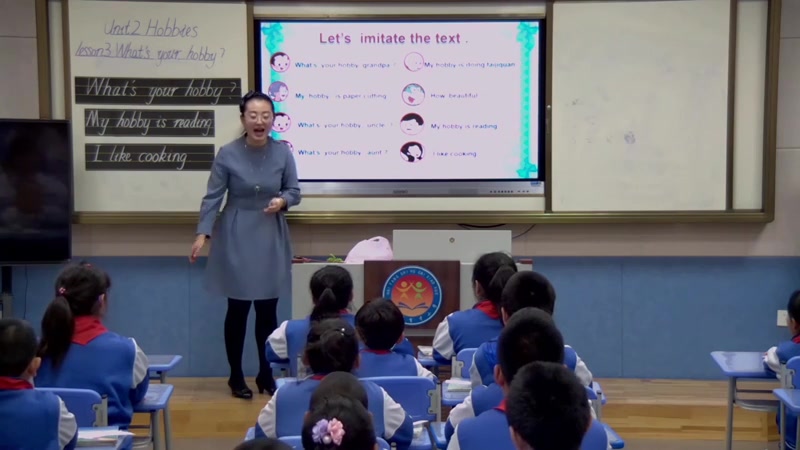 Unit2 Hobbies
lesson3 What's your hobby?
What's your hobby?
My hobby is reading
I like cooking
Let's imitate the text.
What's your hobby, grandpa?
My hobby is doing taijiquan.
My hobby is paper cutting.
How beautiful
What's your hobby, uncle?
My hobby is reading
What's your hobby, aunt?
I like cooking